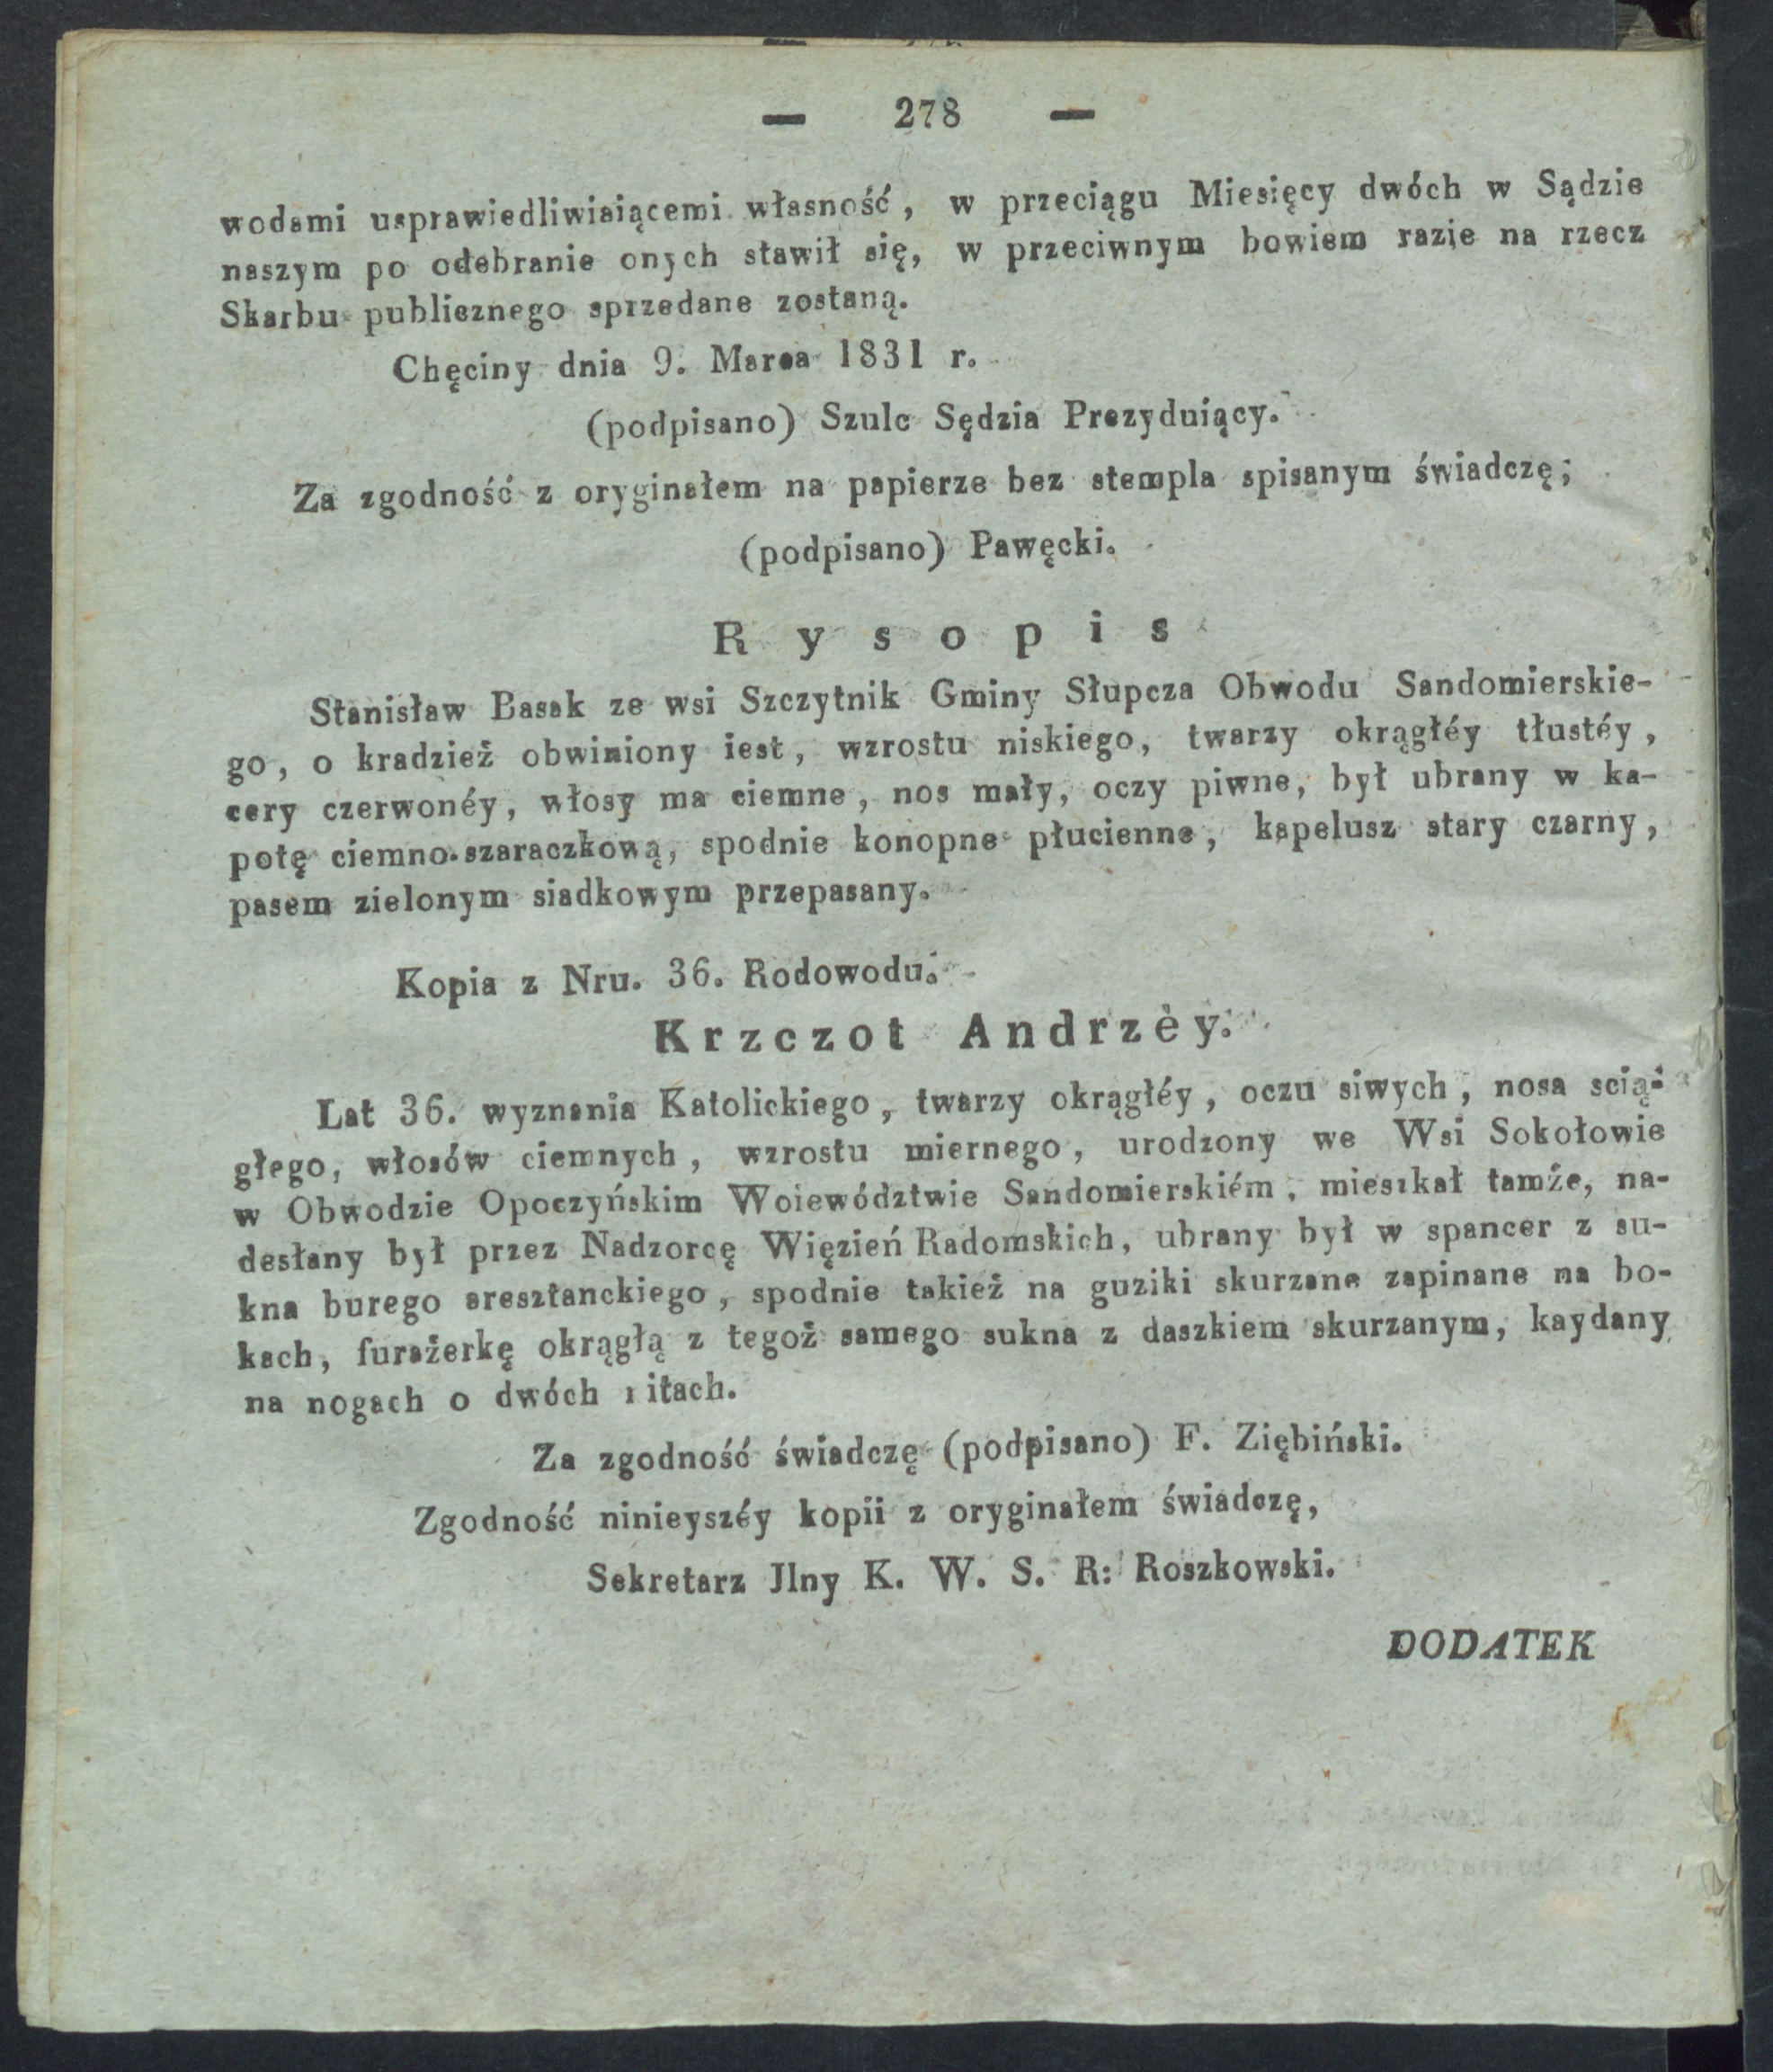 — 278 —
wodami usprawiedliwiaiącemi własność, w przeciągu Miesięcy dwóch w Sądzie
naszym po odebranie onych stawił się, w przeciwnym bowiem razie na rzecz
Skarbu publicznego sprzedane zostaną.
Chęciny dnia 9. Marca 1831 r.
(podpisano) Szulc Sędzia Prezyduiący.
Za zgodność z oryginałem na papierze bez stempla spisanym świadczę;
(podpisano) Pawęcki.
Rysopis
Stanisław Basak ze wsi Szczytnik Gminy Słupcza Obwodu Sandomierskie-
go, o kradzież obwiniony iest, wzrostu niskiego, twarzy okrągłéy tłustéy,
cery czerwonéy, włosy ma ciemne, nos mały, oczy piwne, był ubrany w ka-
potę ciemno-szaraczkową, spodnie konopne płucienne, kapelusz stary czarny,
pasem zielonym siadkowym przepasany.
Kopia z Nru. 36. Rodowodu.
Krzczot Andrzèy.
Lat 36. wyznania Katolickiego, twarzy okrągłéy, oczu siwych, nosa scią-
głego, włosów ciemnych, wzrostu miernego, urodzony we Wsi Sokołowie
w Obwodzie Opoczyńskim Woiewództwie Sandomierskiém, mieszkał tamże, na-
desłany był przez Nadzorcę Więzień Radomskich, ubrany był w spancer z su-
kna burego aresztanckiego, spodnie takież na guziki skurzane zapinane na bo-
kach, furażerkę okrągłą z tegoż samego sukna z daszkiem skurzanym, kaydany
na nogach o dwóch nitach.
Za zgodność świadczę (podpisano) F. Ziębiński.
Zgodność ninieyszéy kopii z oryginałem świadczę,
Sekretarz Jlny K. W. S. R: Roszkowski.
DODATEK